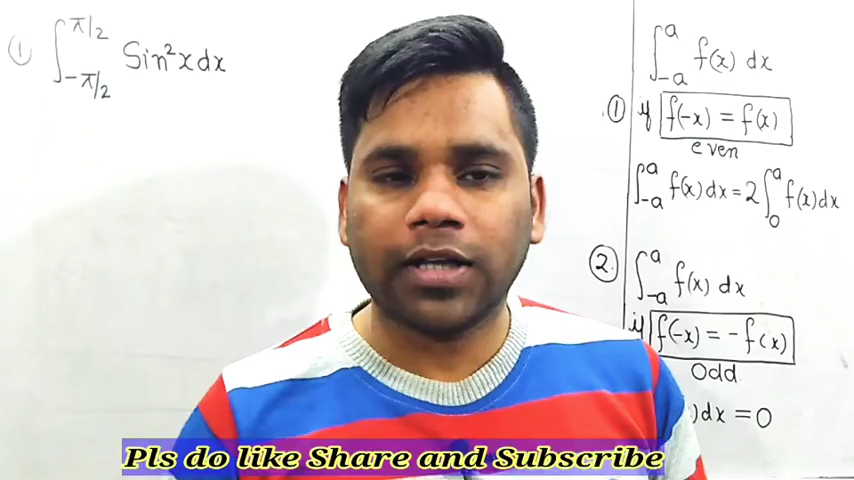 ① ∫_{-π/2}^{π/2} Sin²x dx
∫_{-a}^{a} f(x) dx
① if f(-x) = f(x)
even
∫_{-a}^{a} f(x) dx = 2 ∫_{0}^{a} f(x) dx
② ∫_{-a}^{a} f(x) dx
if f(-x) = - f(x)
Odd
)dx = 0
Pls do like Share and Subscribe